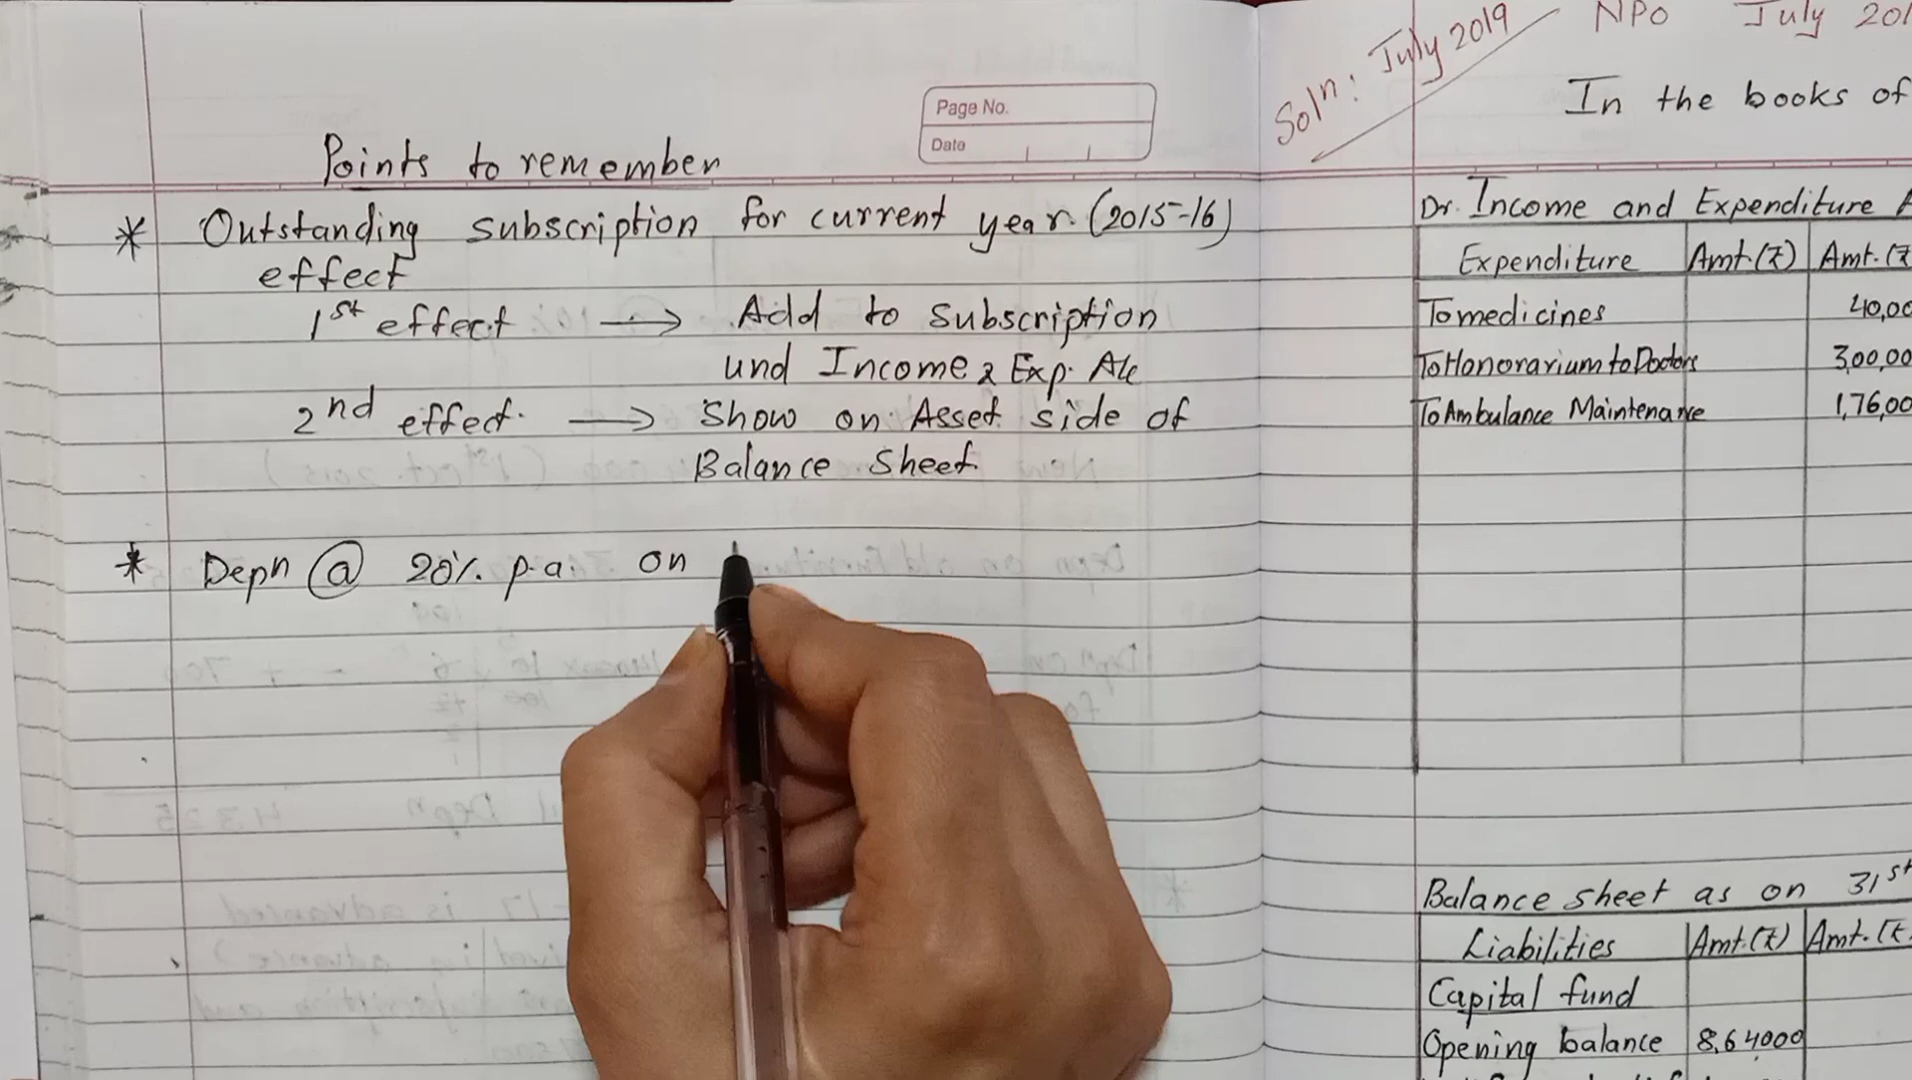 Page No.
Date
Points to remember
* Outstanding subscription for current year. (2015-16)
effect
1st effect → Add to subscription
und Income & Exp. A/c
2nd effect. → Show on Asset side of
Balance Sheet
* Depn @ 20%. p.a. on
Soln: July 2019
NPO July 201
In the books of
Dr. Income and Expenditure A
Expenditure Amt.(₹) Amt.(₹
To medicines 40,00
To Honorarium to Doctors 3,00,00
To Ambulance Maintenance 1,76,00
Balance sheet as on 31st
Liabilities Amt.(₹) Amt.(₹
Capital fund
Opening balance 8,64000